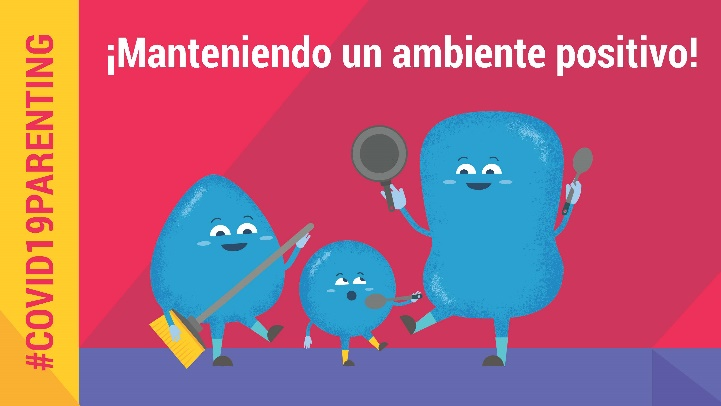 ¡Manteniendo un ambiente positivo!
#COVID19PARENTING